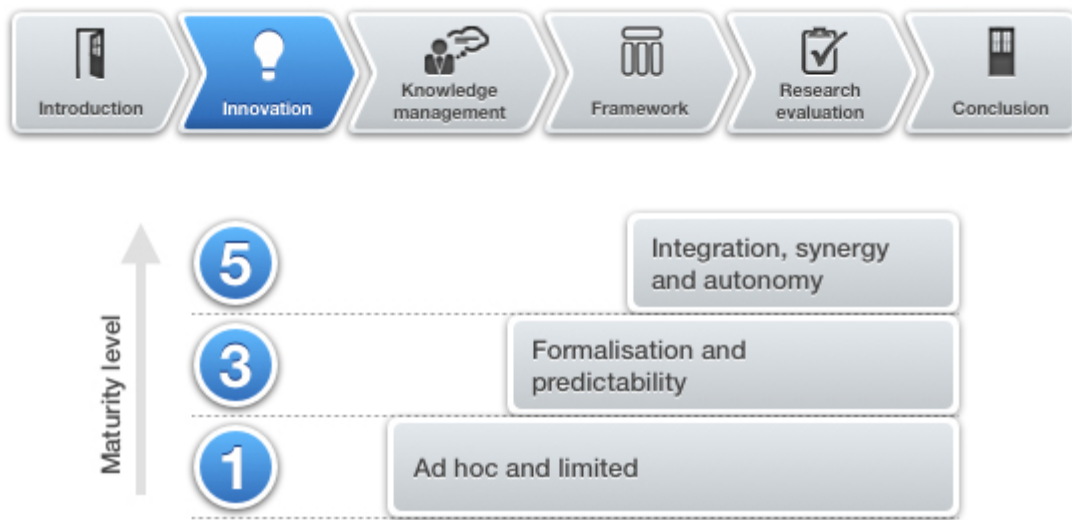 Introduction
Innovation
Knowledge
management
Framework
Research
evaluation
Conclusion
Maturity level
5
Integration, synergy
and autonomy
3
Formalisation and
predictability
1
Ad hoc and limited